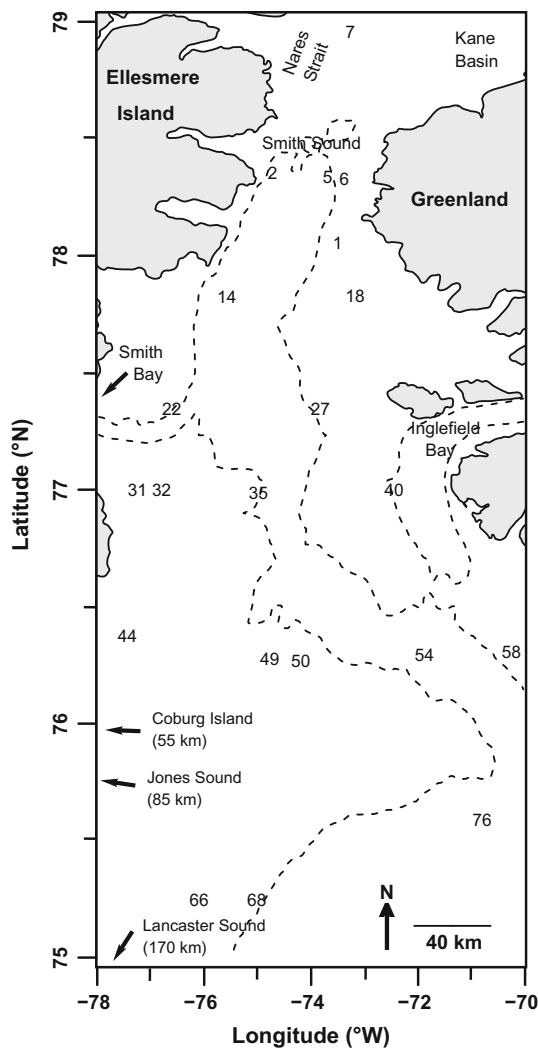 79
7
Kane
Basin
Nares
Strait
Ellesmere
Island
Smith Sound
2
5
6
Greenland
1
78
14
18
Smith
Bay
22
27
Inglefield
Bay
31 32
35
40
77
44
49
50
54
58
76
Coburg Island
(55 km)
Jones Sound
(85 km)
76
66
68
N
Lancaster Sound
(170 km)
40 km
75
−78
−76
−74
−72
−70
Latitude (°N)
Longitude (°W)